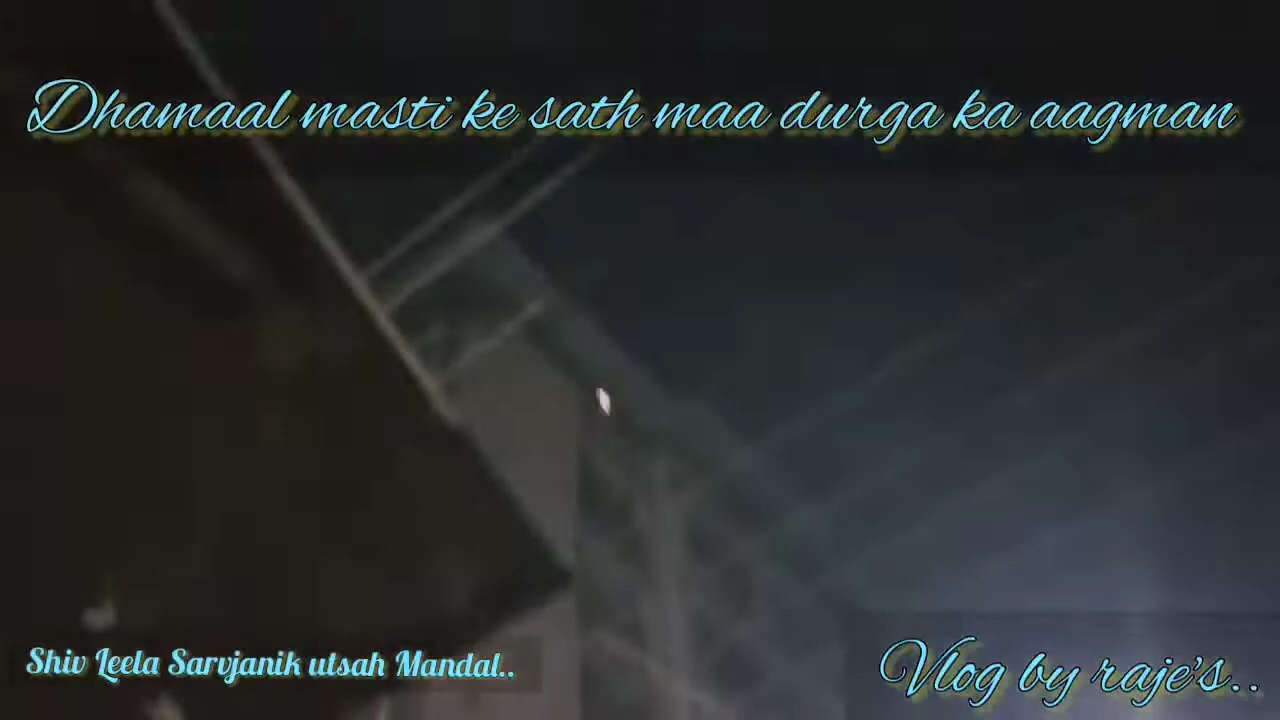 Dhamaal masti ke sath maa durga ka aagman
Shiv Leela Sarvjanik utsah Mandal..
Vlog by raje's..